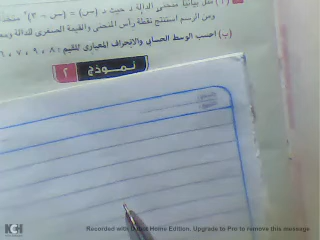 (أ) مثل بيانياً منحنى الدالة د حيث د (س) = (س - ٣)٢
ومن الرسم استنتج نقطة رأس المنحنى والقيمة الصغرى للدالة
(ب) احسب الوسط الحسابي والانحراف المعياري للقيم : ٨ ، ٩ ، ٧ ، ٦ ،
نموذج ٢
Recorded with Debut Home Edition. Upgrade to Pro to remove this message